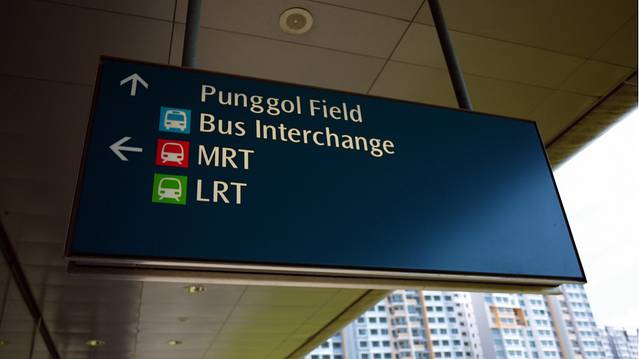 Punggol Field
Bus Interchange
MRT
LRT